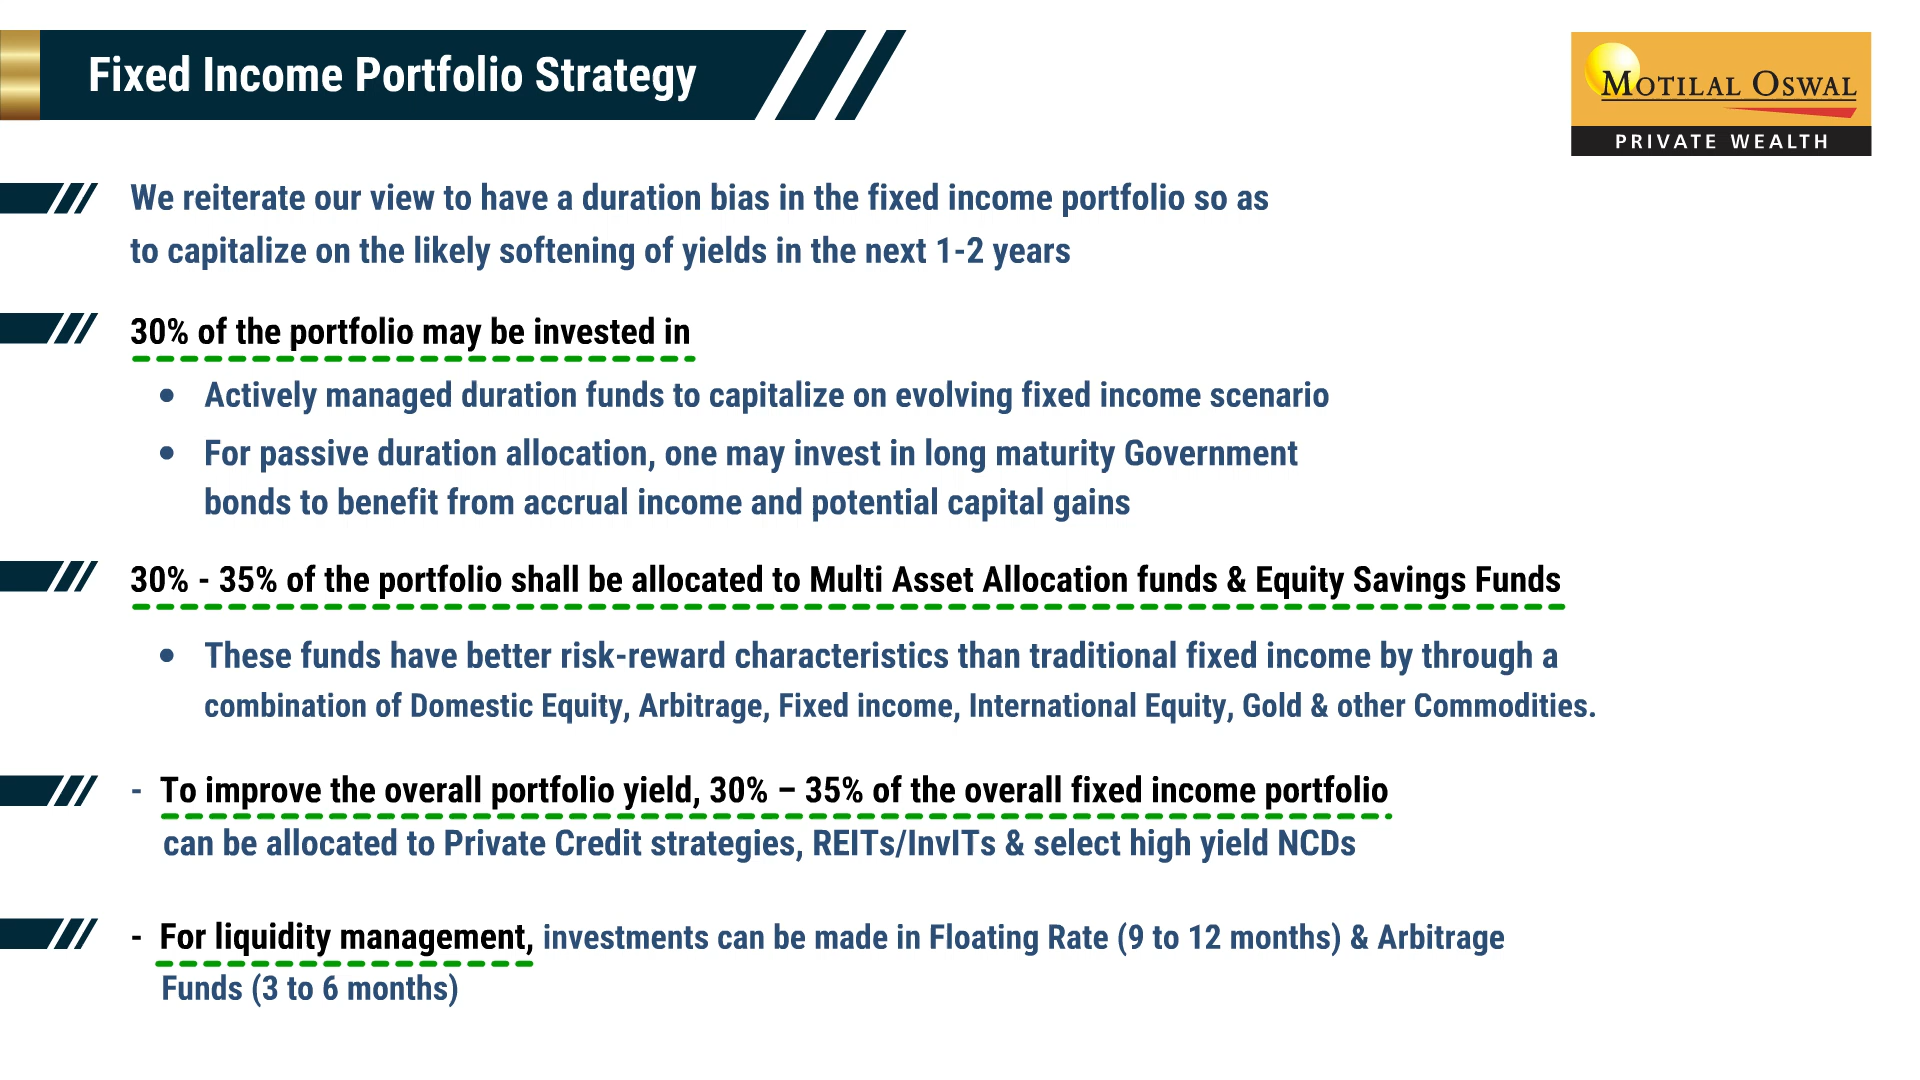 Fixed Income Portfolio Strategy
MOTILAL OSWAL
PRIVATE WEALTH
We reiterate our view to have a duration bias in the fixed income portfolio so as
to capitalize on the likely softening of yields in the next 1-2 years
30% of the portfolio may be invested in
• Actively managed duration funds to capitalize on evolving fixed income scenario
• For passive duration allocation, one may invest in long maturity Government
bonds to benefit from accrual income and potential capital gains
30% - 35% of the portfolio shall be allocated to Multi Asset Allocation funds & Equity Savings Funds
• These funds have better risk-reward characteristics than traditional fixed income by through a
combination of Domestic Equity, Arbitrage, Fixed income, International Equity, Gold & other Commodities.
- To improve the overall portfolio yield, 30% – 35% of the overall fixed income portfolio
can be allocated to Private Credit strategies, REITs/InvITs & select high yield NCDs
- For liquidity management, investments can be made in Floating Rate (9 to 12 months) & Arbitrage
Funds (3 to 6 months)